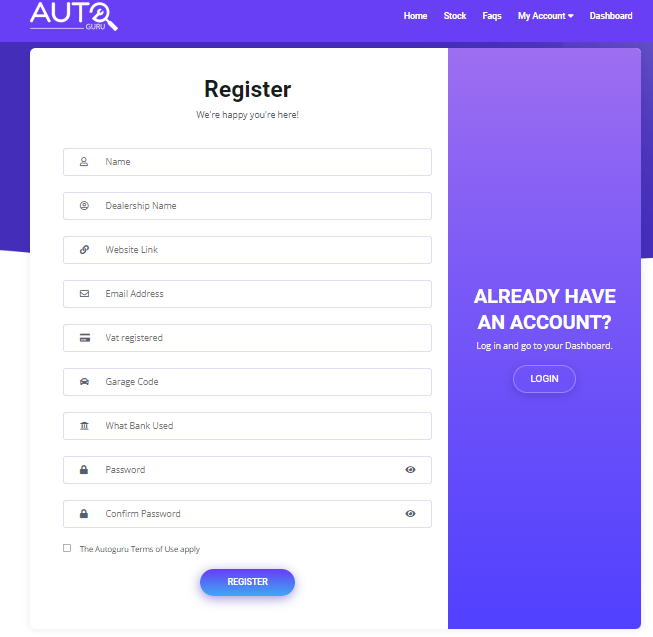 AUTO
GURU
Home Stock Faqs My Account Dashboard
Register
We're happy you're here!
Name
Dealership Name
Website Link
Email Address
Vat registered
Garage Code
What Bank Used
Password
Confirm Password
The Autoguru Terms of Use apply
REGISTER
ALREADY HAVE
AN ACCOUNT?
Log in and go to your Dashboard.
LOGIN